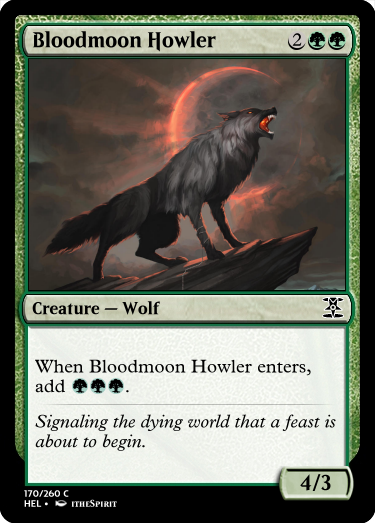 Bloodmoon Howler 2
Creature — Wolf
When Bloodmoon Howler enters,
add .
Signaling the dying world that a feast is
about to begin.
4/3
170/260 C
HEL • ITHESPIRIT